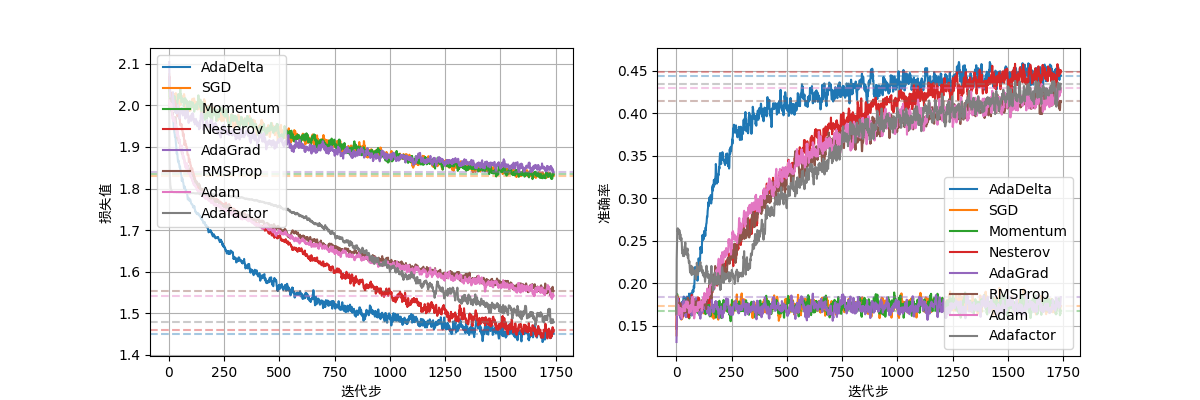 2.1
2.0
1.9
1.8
1.7
1.6
1.5
1.4
损失值
AdaDelta
SGD
Momentum
Nesterov
AdaGrad
RMSProp
Adam
Adafactor
0 250 500 750 1000 1250 1500 1750
迭代步
0.45
0.40
0.35
0.30
0.25
0.20
0.15
准确率
AdaDelta
SGD
Momentum
Nesterov
AdaGrad
RMSProp
Adam
Adafactor
0 250 500 750 1000 1250 1500 1750
迭代步